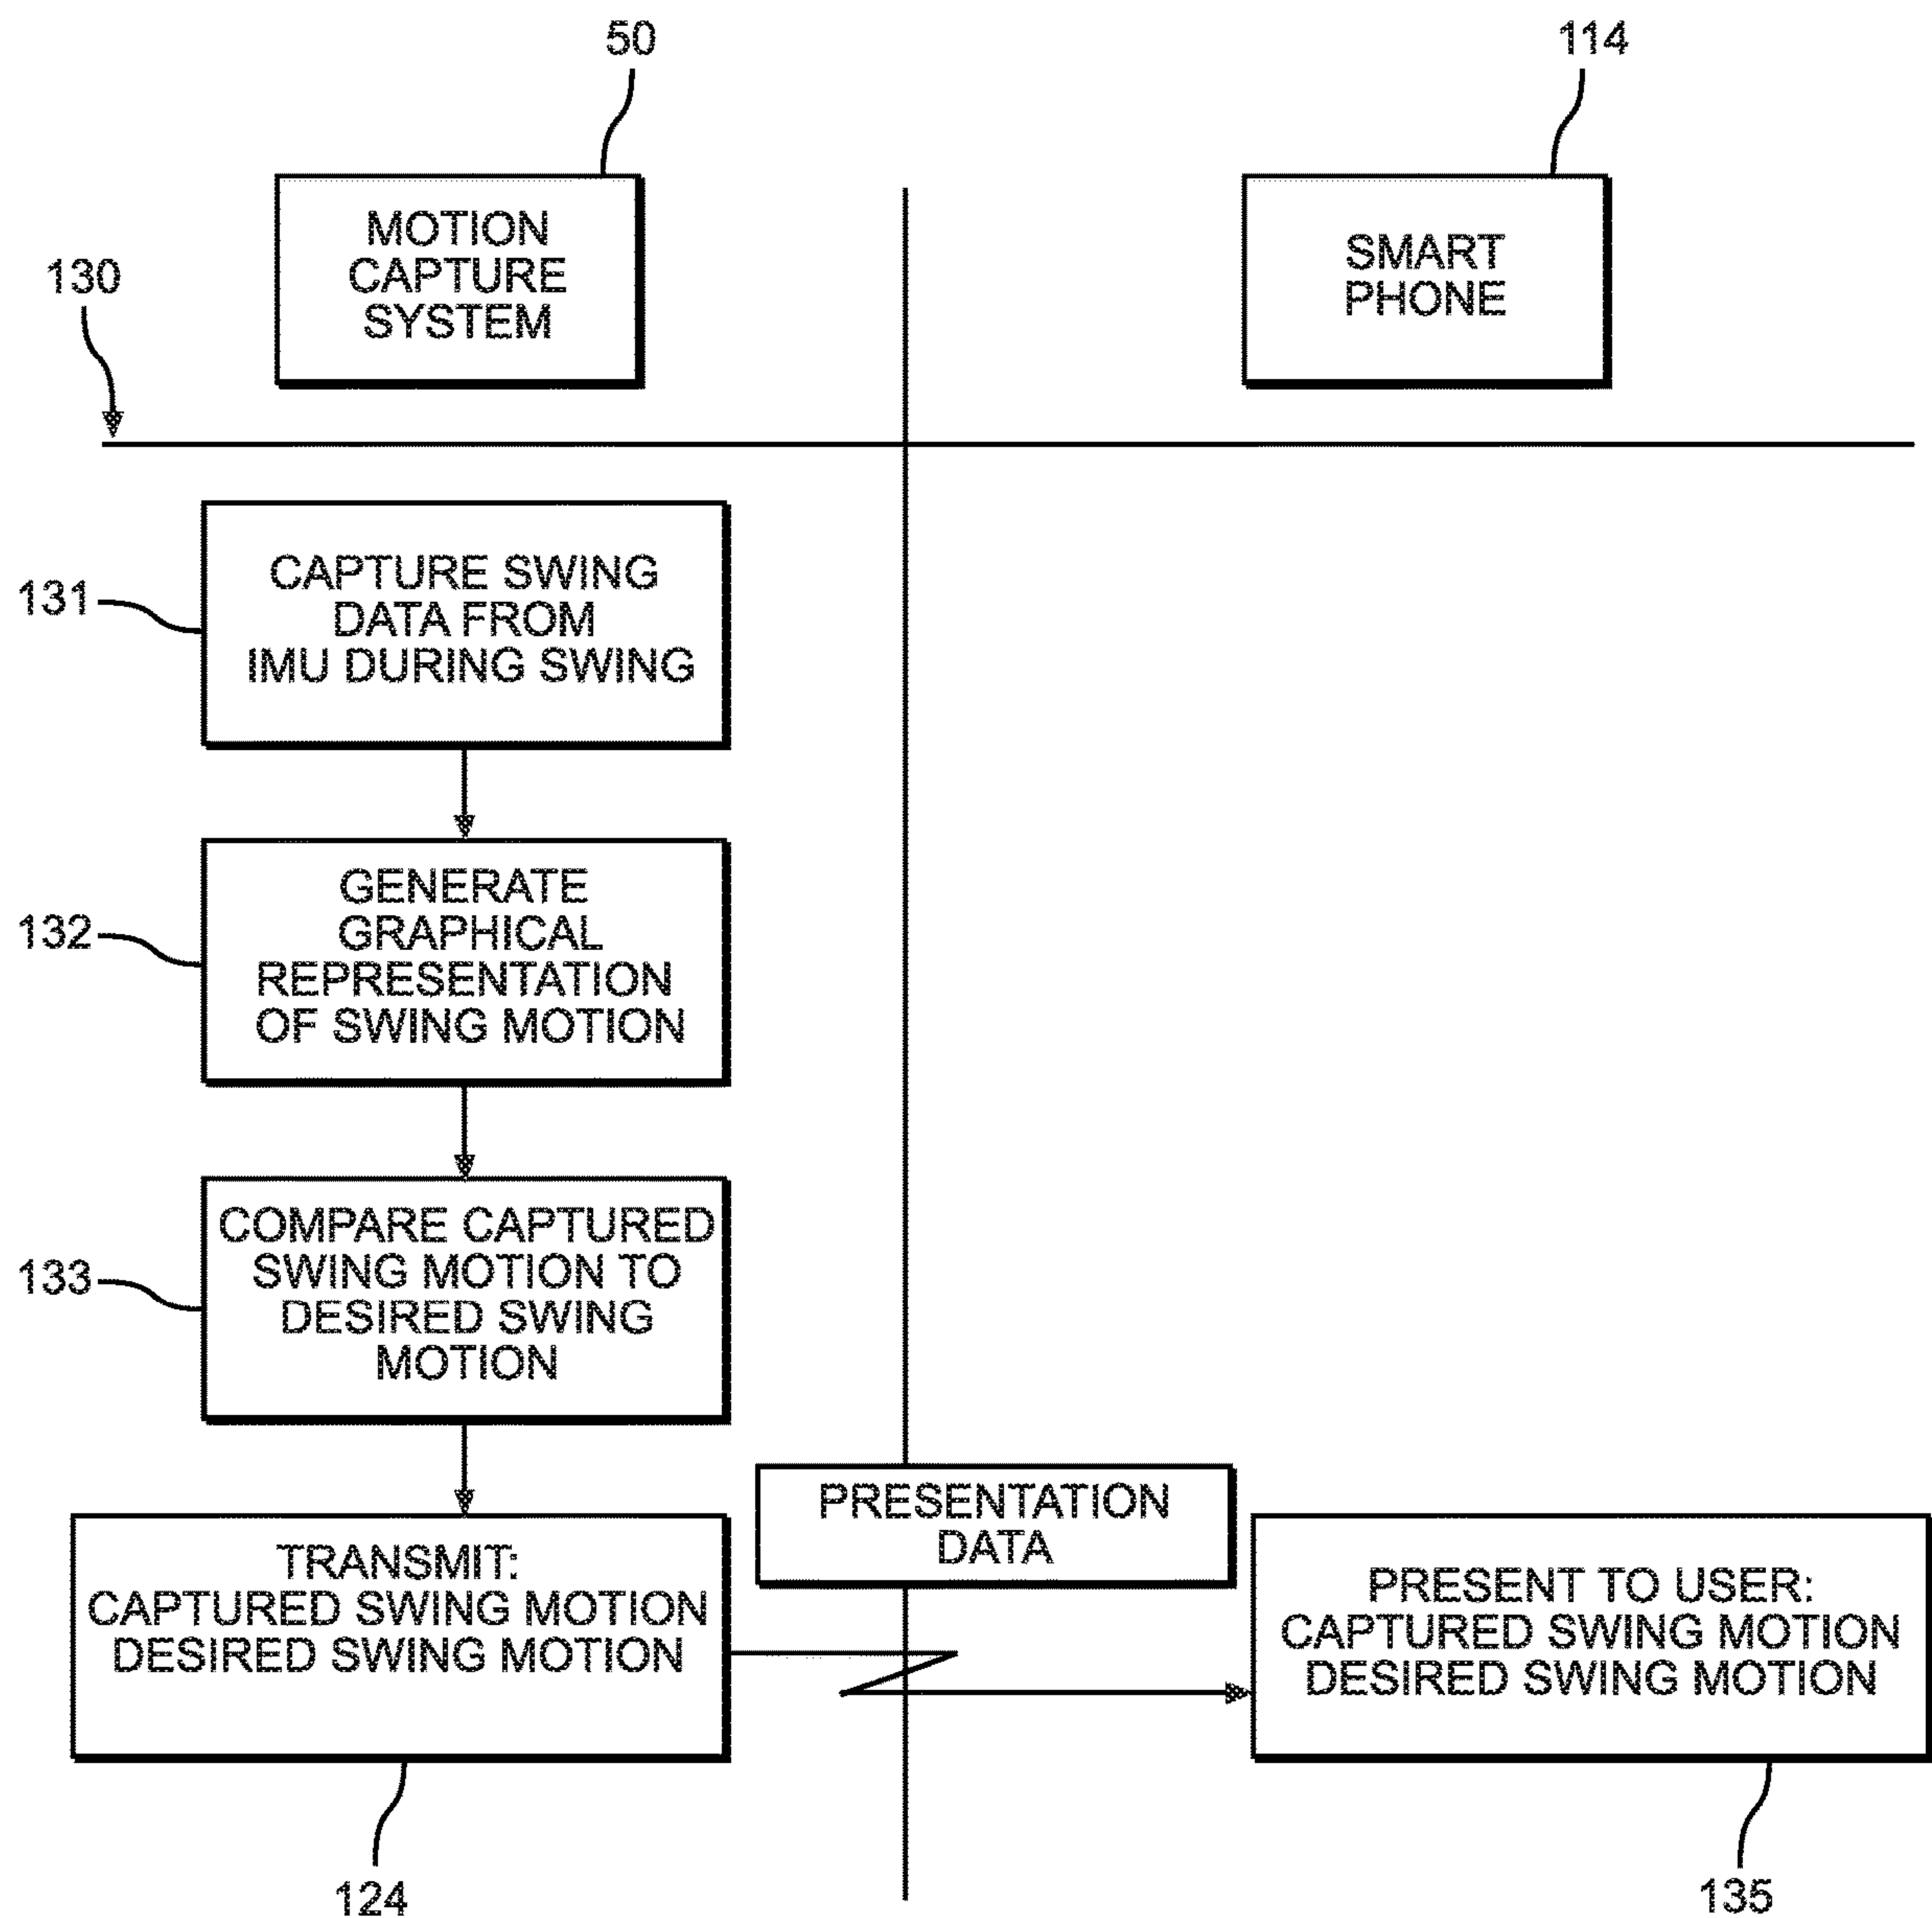 50
114
MOTION
CAPTURE
SYSTEM
SMART
PHONE
130
131
CAPTURE SWING
DATA FROM
IMU DURING SWING
132
GENERATE
GRAPHICAL
REPRESENTATION
OF SWING MOTION
133
COMPARE CAPTURED
SWING MOTION TO
DESIRED SWING
MOTION
PRESENTATION
DATA
TRANSMIT:
CAPTURED SWING MOTION
DESIRED SWING MOTION
PRESENT TO USER:
CAPTURED SWING MOTION
DESIRED SWING MOTION
124
135